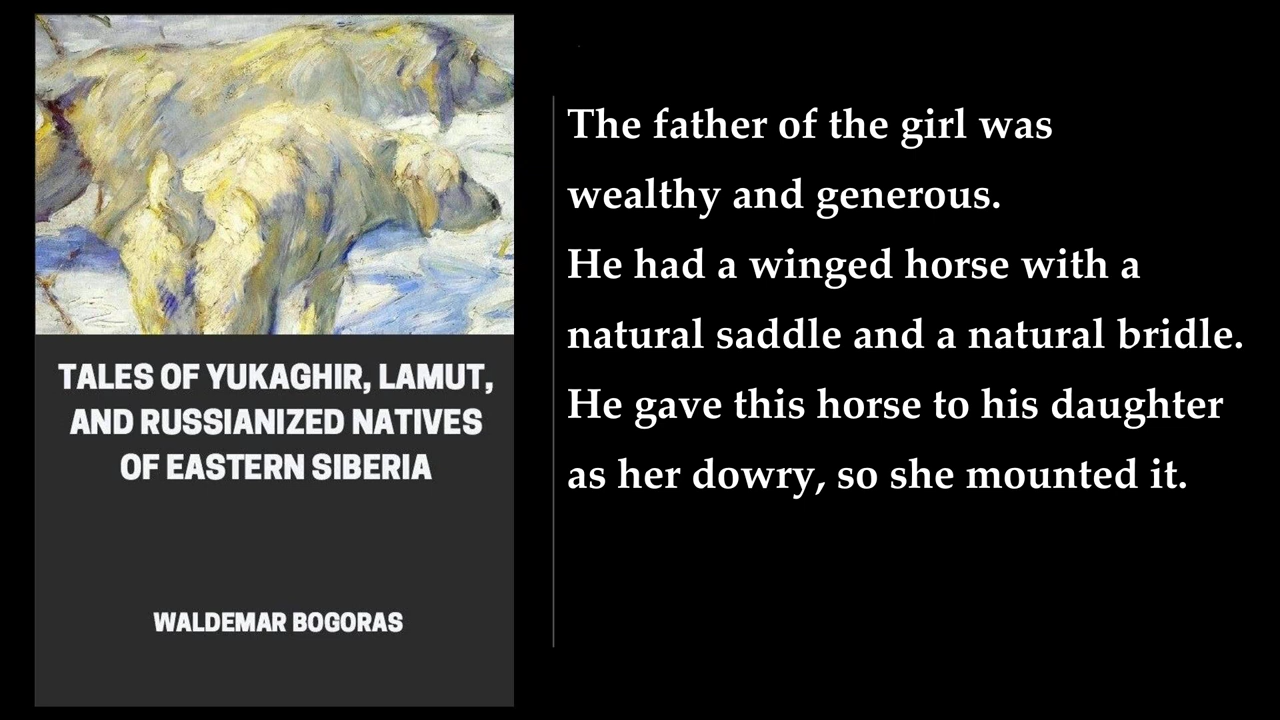 TALES OF YUKAGHIR, LAMUT,
AND RUSSIANIZED NATIVES
OF EASTERN SIBERIA
WALDEMAR BOGORAS
The father of the girl was
wealthy and generous.
He had a winged horse with a
natural saddle and a natural bridle.
He gave this horse to his daughter
as her dowry, so she mounted it.